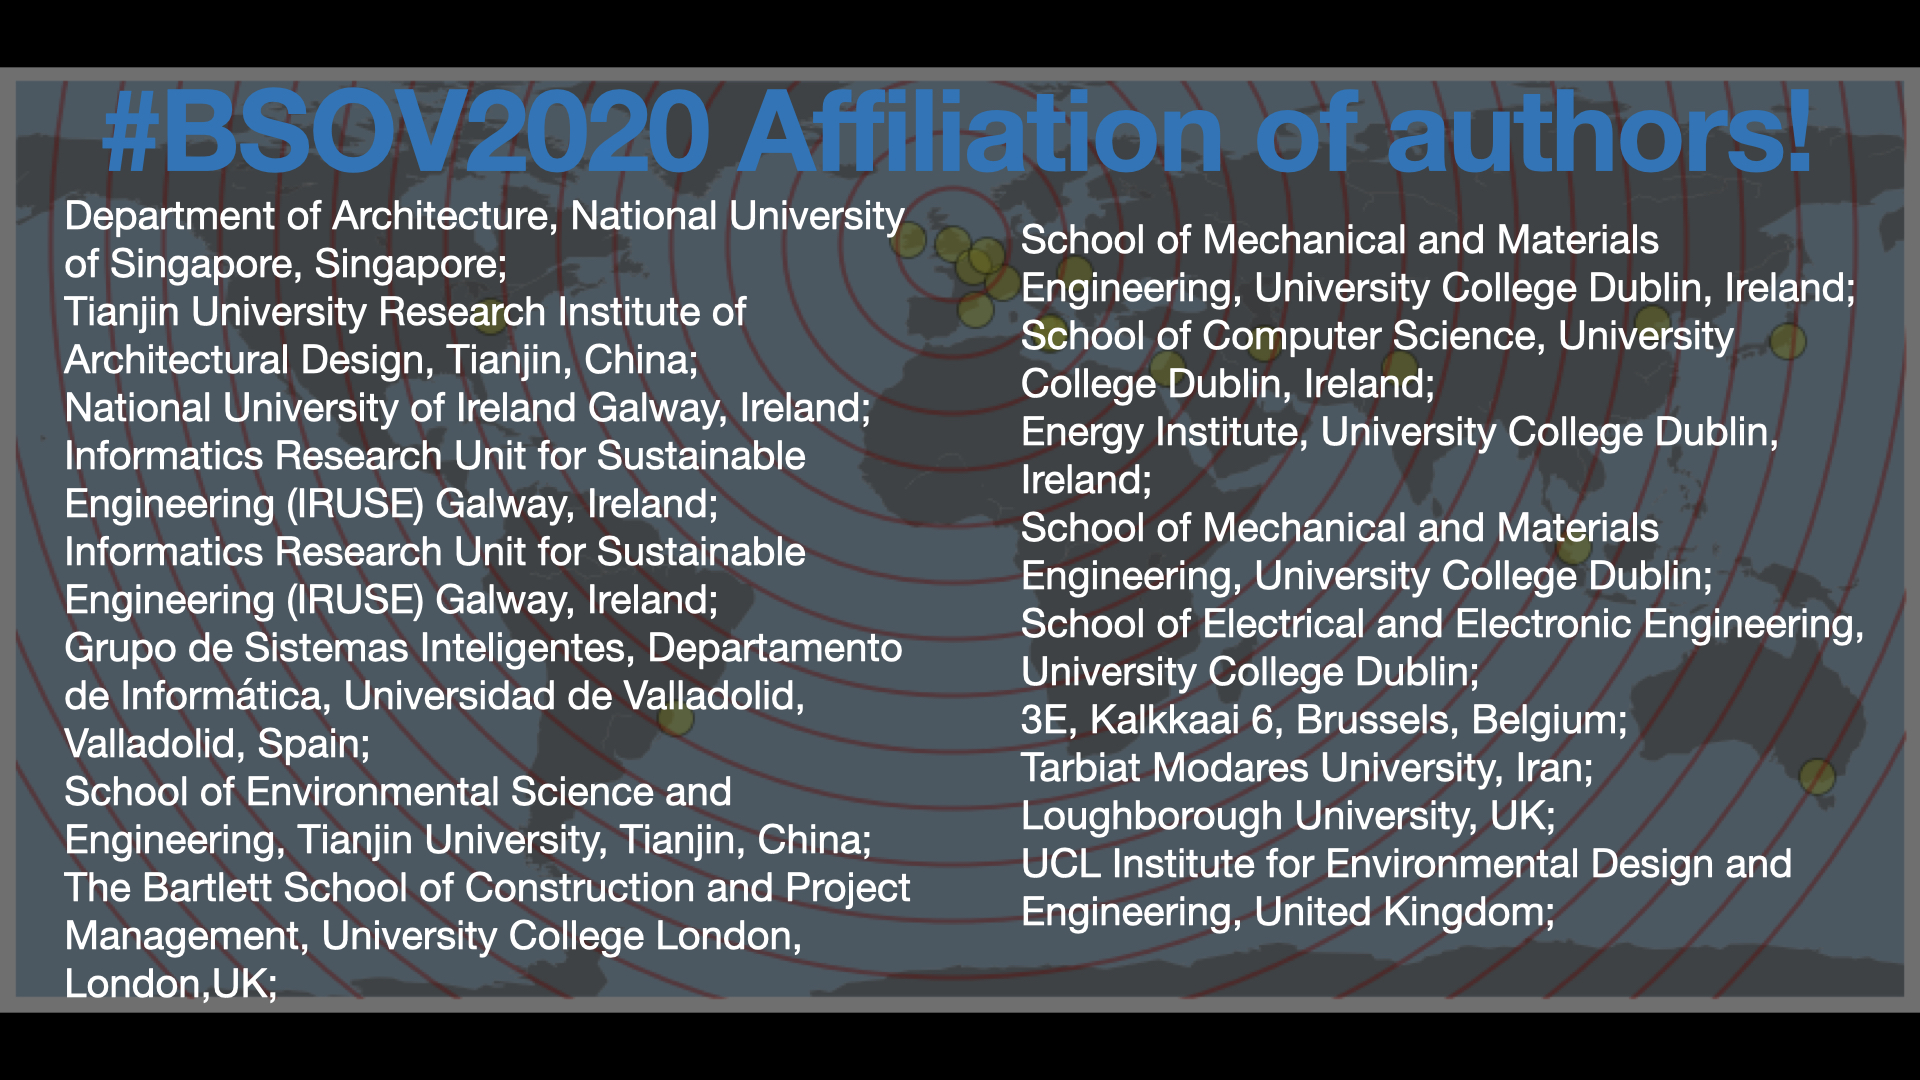 #BSOV2020 Affiliation of authors!
Department of Architecture, National University
of Singapore, Singapore;
Tianjin University Research Institute of
Architectural Design, Tianjin, China;
National University of Ireland Galway, Ireland;
Informatics Research Unit for Sustainable
Engineering (IRUSE) Galway, Ireland;
Informatics Research Unit for Sustainable
Engineering (IRUSE) Galway, Ireland;
Grupo de Sistemas Inteligentes, Departamento
de Informática, Universidad de Valladolid,
Valladolid, Spain;
School of Environmental Science and
Engineering, Tianjin University, Tianjin, China;
The Bartlett School of Construction and Project
Management, University College London,
London,UK;
School of Mechanical and Materials
Engineering, University College Dublin, Ireland;
School of Computer Science, University
College Dublin, Ireland;
Energy Institute, University College Dublin,
Ireland;
School of Mechanical and Materials
Engineering, University College Dublin;
School of Electrical and Electronic Engineering,
University College Dublin;
3E, Kalkkaai 6, Brussels, Belgium;
Tarbiat Modares University, Iran;
Loughborough University, UK;
UCL Institute for Environmental Design and
Engineering, United Kingdom;